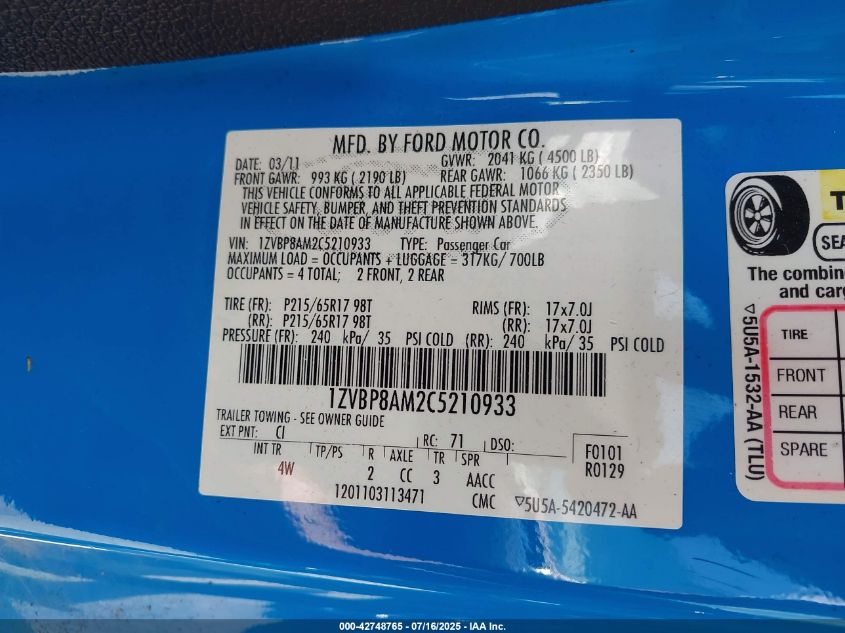 MFD. BY FORD MOTOR CO.
DATE: 03/11 GVWR: 2041 KG ( 4500 LB)
FRONT GAWR: 993 KG ( 2190 LB) REAR GAWR: 1066 KG ( 2350 LB)
THIS VEHICLE CONFORMS TO ALL APPLICABLE FEDERAL MOTOR
VEHICLE SAFETY, BUMPER, AND THEFT PREVENTION STANDARDS
IN EFFECT ON THE DATE OF MANUFACTURE SHOWN ABOVE.
VIN: 1ZVBP8AM2C5210933 TYPE: Passenger Car
MAXIMUM LOAD = OCCUPANTS + LUGGAGE = 317KG/ 700LB
OCCUPANTS = 4 TOTAL; 2 FRONT, 2 REAR
TIRE (FR): P215/65R17 98T RIMS (FR): 17x7.0J
(RR): P215/65R17 98T (RR): 17x7.0J
PRESSURE (FR): 240 kPa/ 35 PSI COLD (RR): 240 kPa/ 35 PSI COLD
1ZVBP8AM2C5210933
TRAILER TOWING - SEE OWNER GUIDE
EXT PNT: CI RC: 71 DSO: F0101
R0129
INT TR TP/PS R AXLE TR SPR
4W 2 CC 3 AACC
1201103113471 CMC 5U5A-5420472-AA
T
SEA
The combin
and carg
TIRE
FRONT
REAR
SPARE
5U5A-1532-AA (TLU)
000-42748765 - 07/16/2025 - IAA Inc.